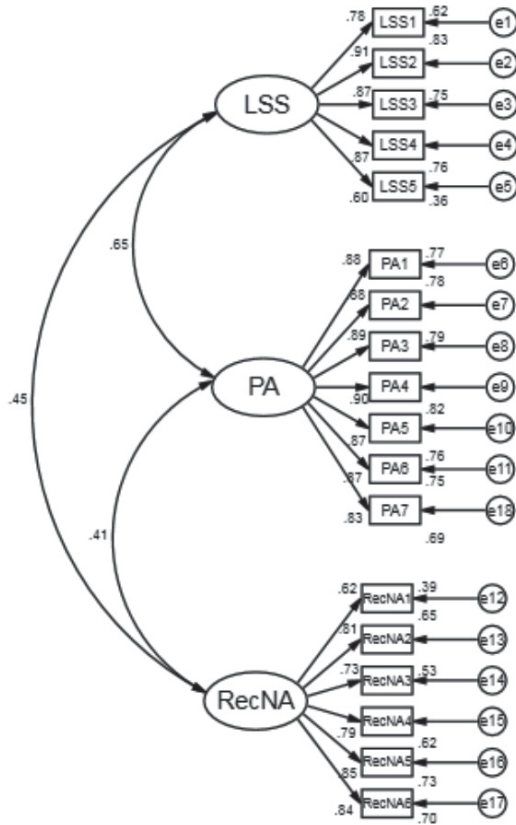 .78 LSS1 .62 e1
.91 LSS2 .83 e2
LSS .87 LSS3 .75 e3
.87 LSS4 e4
.60 LSS5 .76 e5
.36
.65
.88 PA1 .77 e6
.88 PA2 .78 e7
.89 PA3 .79 e8
PA .90 PA4 e9
.45
.87 PA5 .82 e10
.87 PA6 .76 e11
.75
.83 PA7 e18
.69
.41
.62 RecNA1 .39 e12
.81 RecNA2 .65 e13
.73 RecNA3 .53 e14
RecNA .79 RecNA4 e15
.85 RecNA5 .62 e16
.84 RecNA6 .73 e17
.70